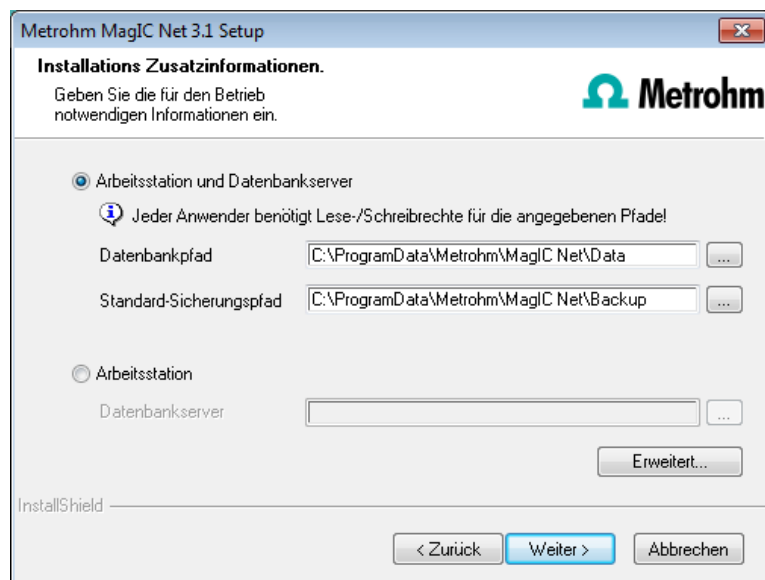 Metrohm MagIC Net 3.1 Setup
Installations Zusatzinformationen.
Geben Sie die für den Betrieb
notwendigen Informationen ein.
Metrohm
Arbeitsstation und Datenbankserver
Jeder Anwender benötigt Lese-/Schreibrechte für die angegebenen Pfade!
Datenbankpfad C:\ProgramData\Metrohm\MagIC Net\Data ...
Standard-Sicherungspfad C:\ProgramData\Metrohm\MagIC Net\Backup ...
Arbeitsstation
Datenbankserver ...
Erweitert...
InstallShield
< Zurück Weiter > Abbrechen